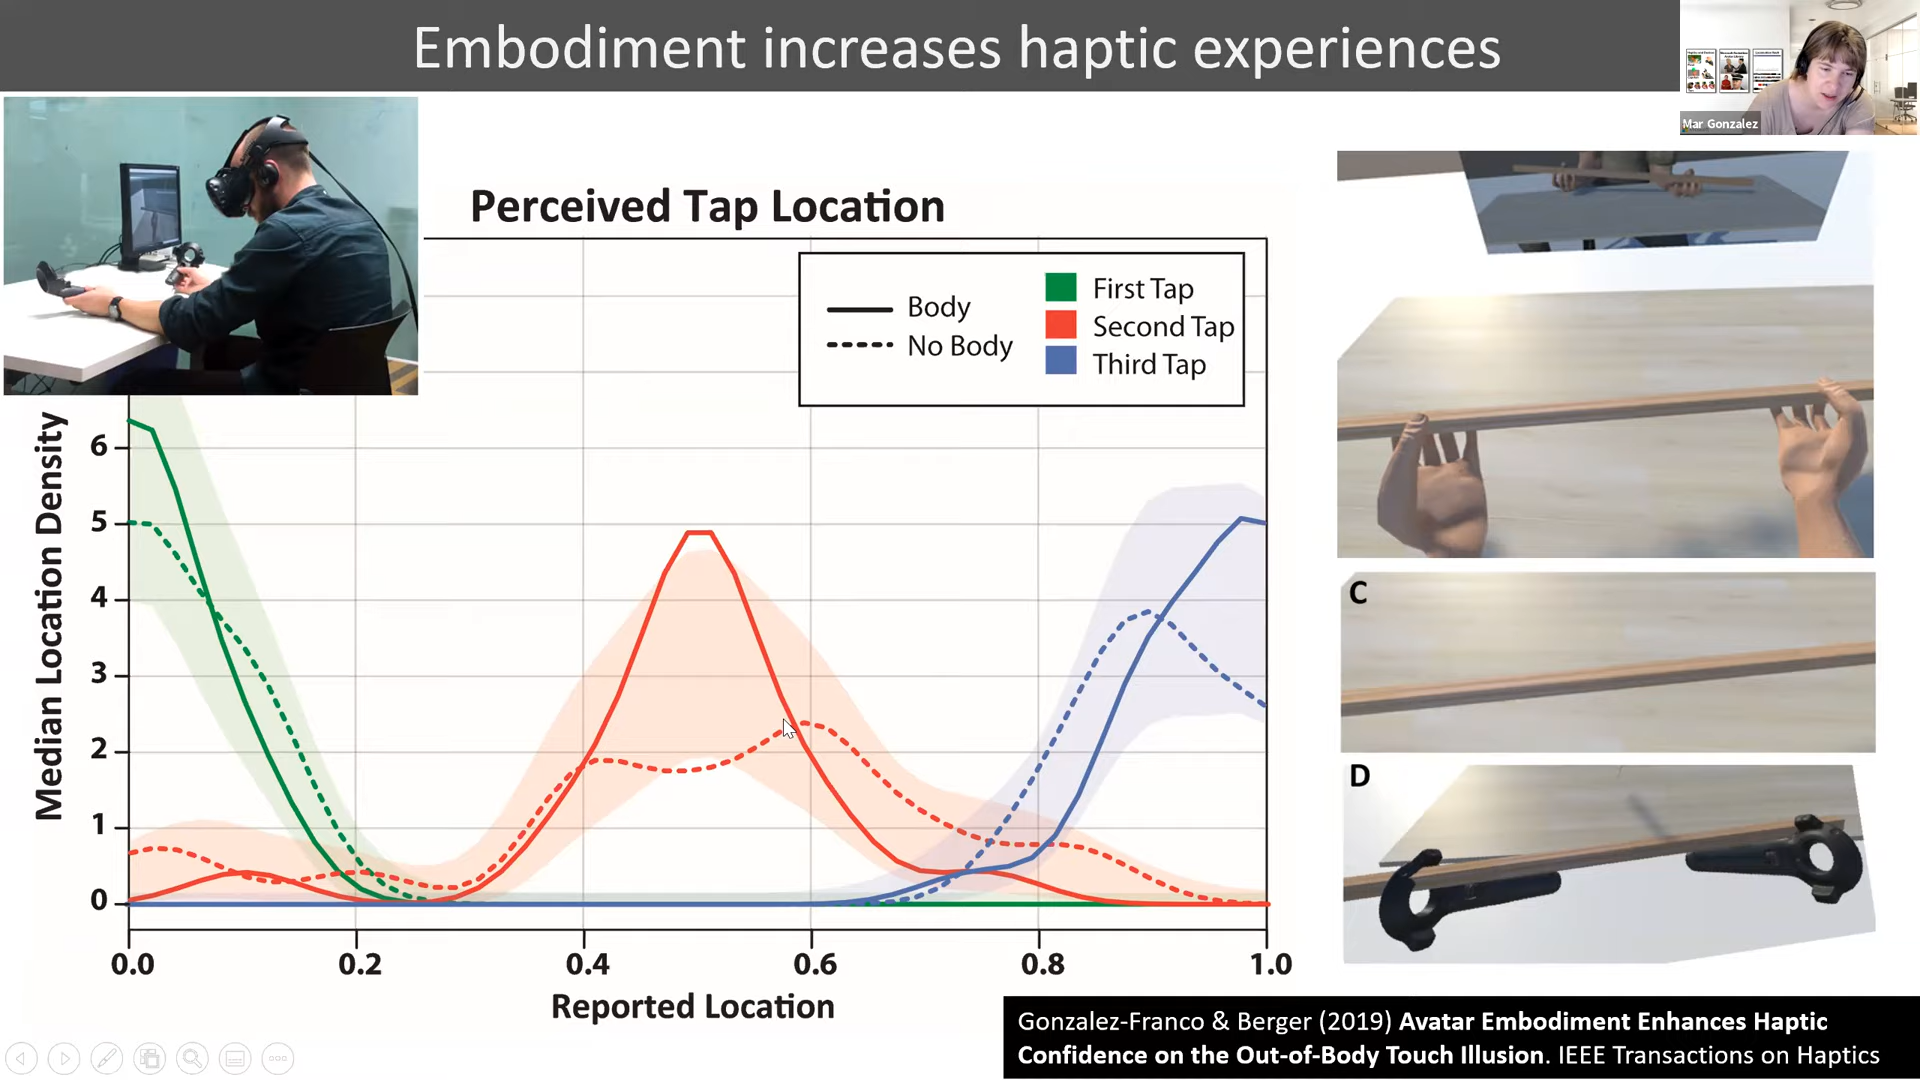 Embodiment increases haptic experiences
Mar Gonzalez
Perceived Tap Location
Body
No Body
First Tap
Second Tap
Third Tap
Median Location Density
6
5
4
3
2
1
0
0.0 0.2 0.4 0.6 0.8 1.0
Reported Location
C
D
Gonzalez-Franco & Berger (2019) Avatar Embodiment Enhances Haptic
Confidence on the Out-of-Body Touch Illusion. IEEE Transactions on Haptics